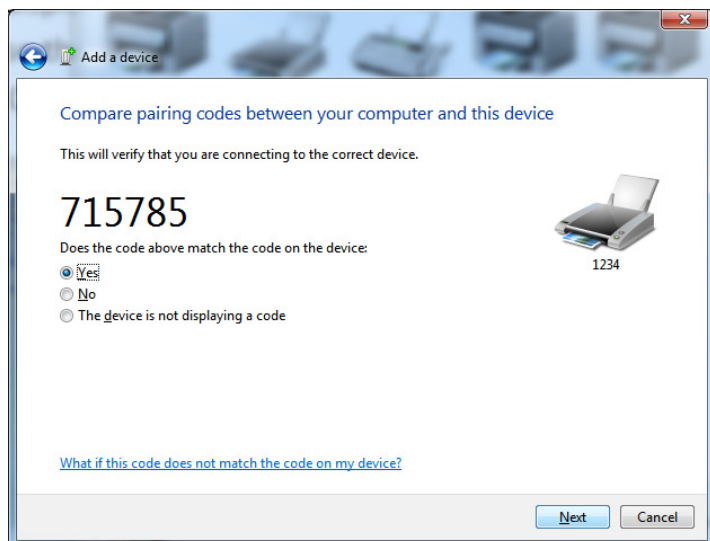 Add a device
Compare pairing codes between your computer and this device
This will verify that you are connecting to the correct device.
715785
Does the code above match the code on the device:
1234
Yes
No
The device is not displaying a code
What if this code does not match the code on my device?
Next Cancel